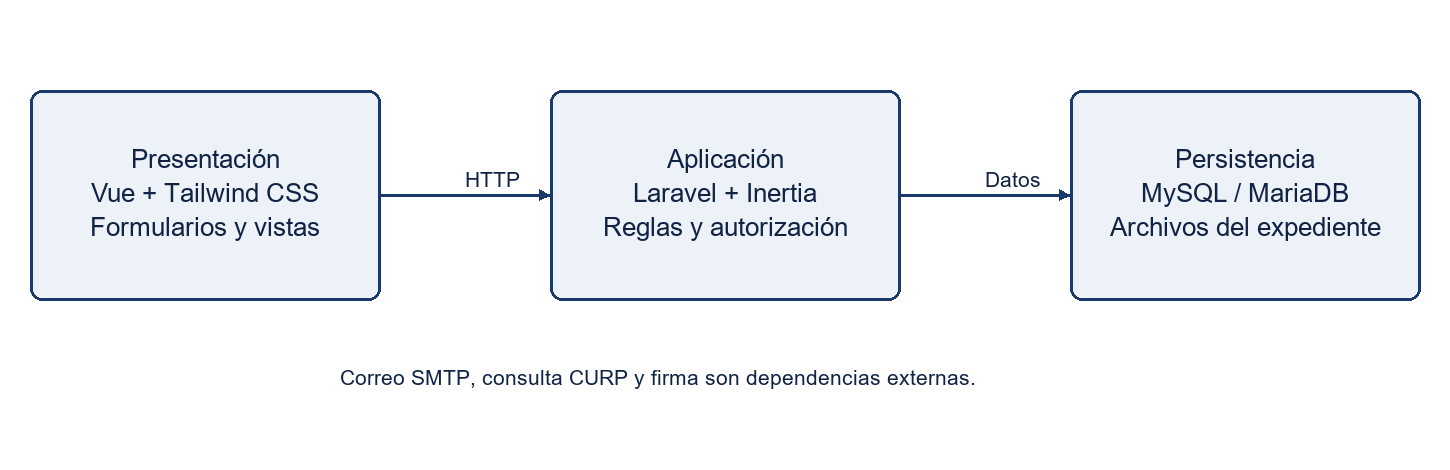 Presentación
Vue + Tailwind CSS
Formularios y vistas
HTTP
Aplicación
Laravel + Inertia
Reglas y autorización
Datos
Persistencia
MySQL / MariaDB
Archivos del expediente
Correo SMTP, consulta CURP y firma son dependencias externas.